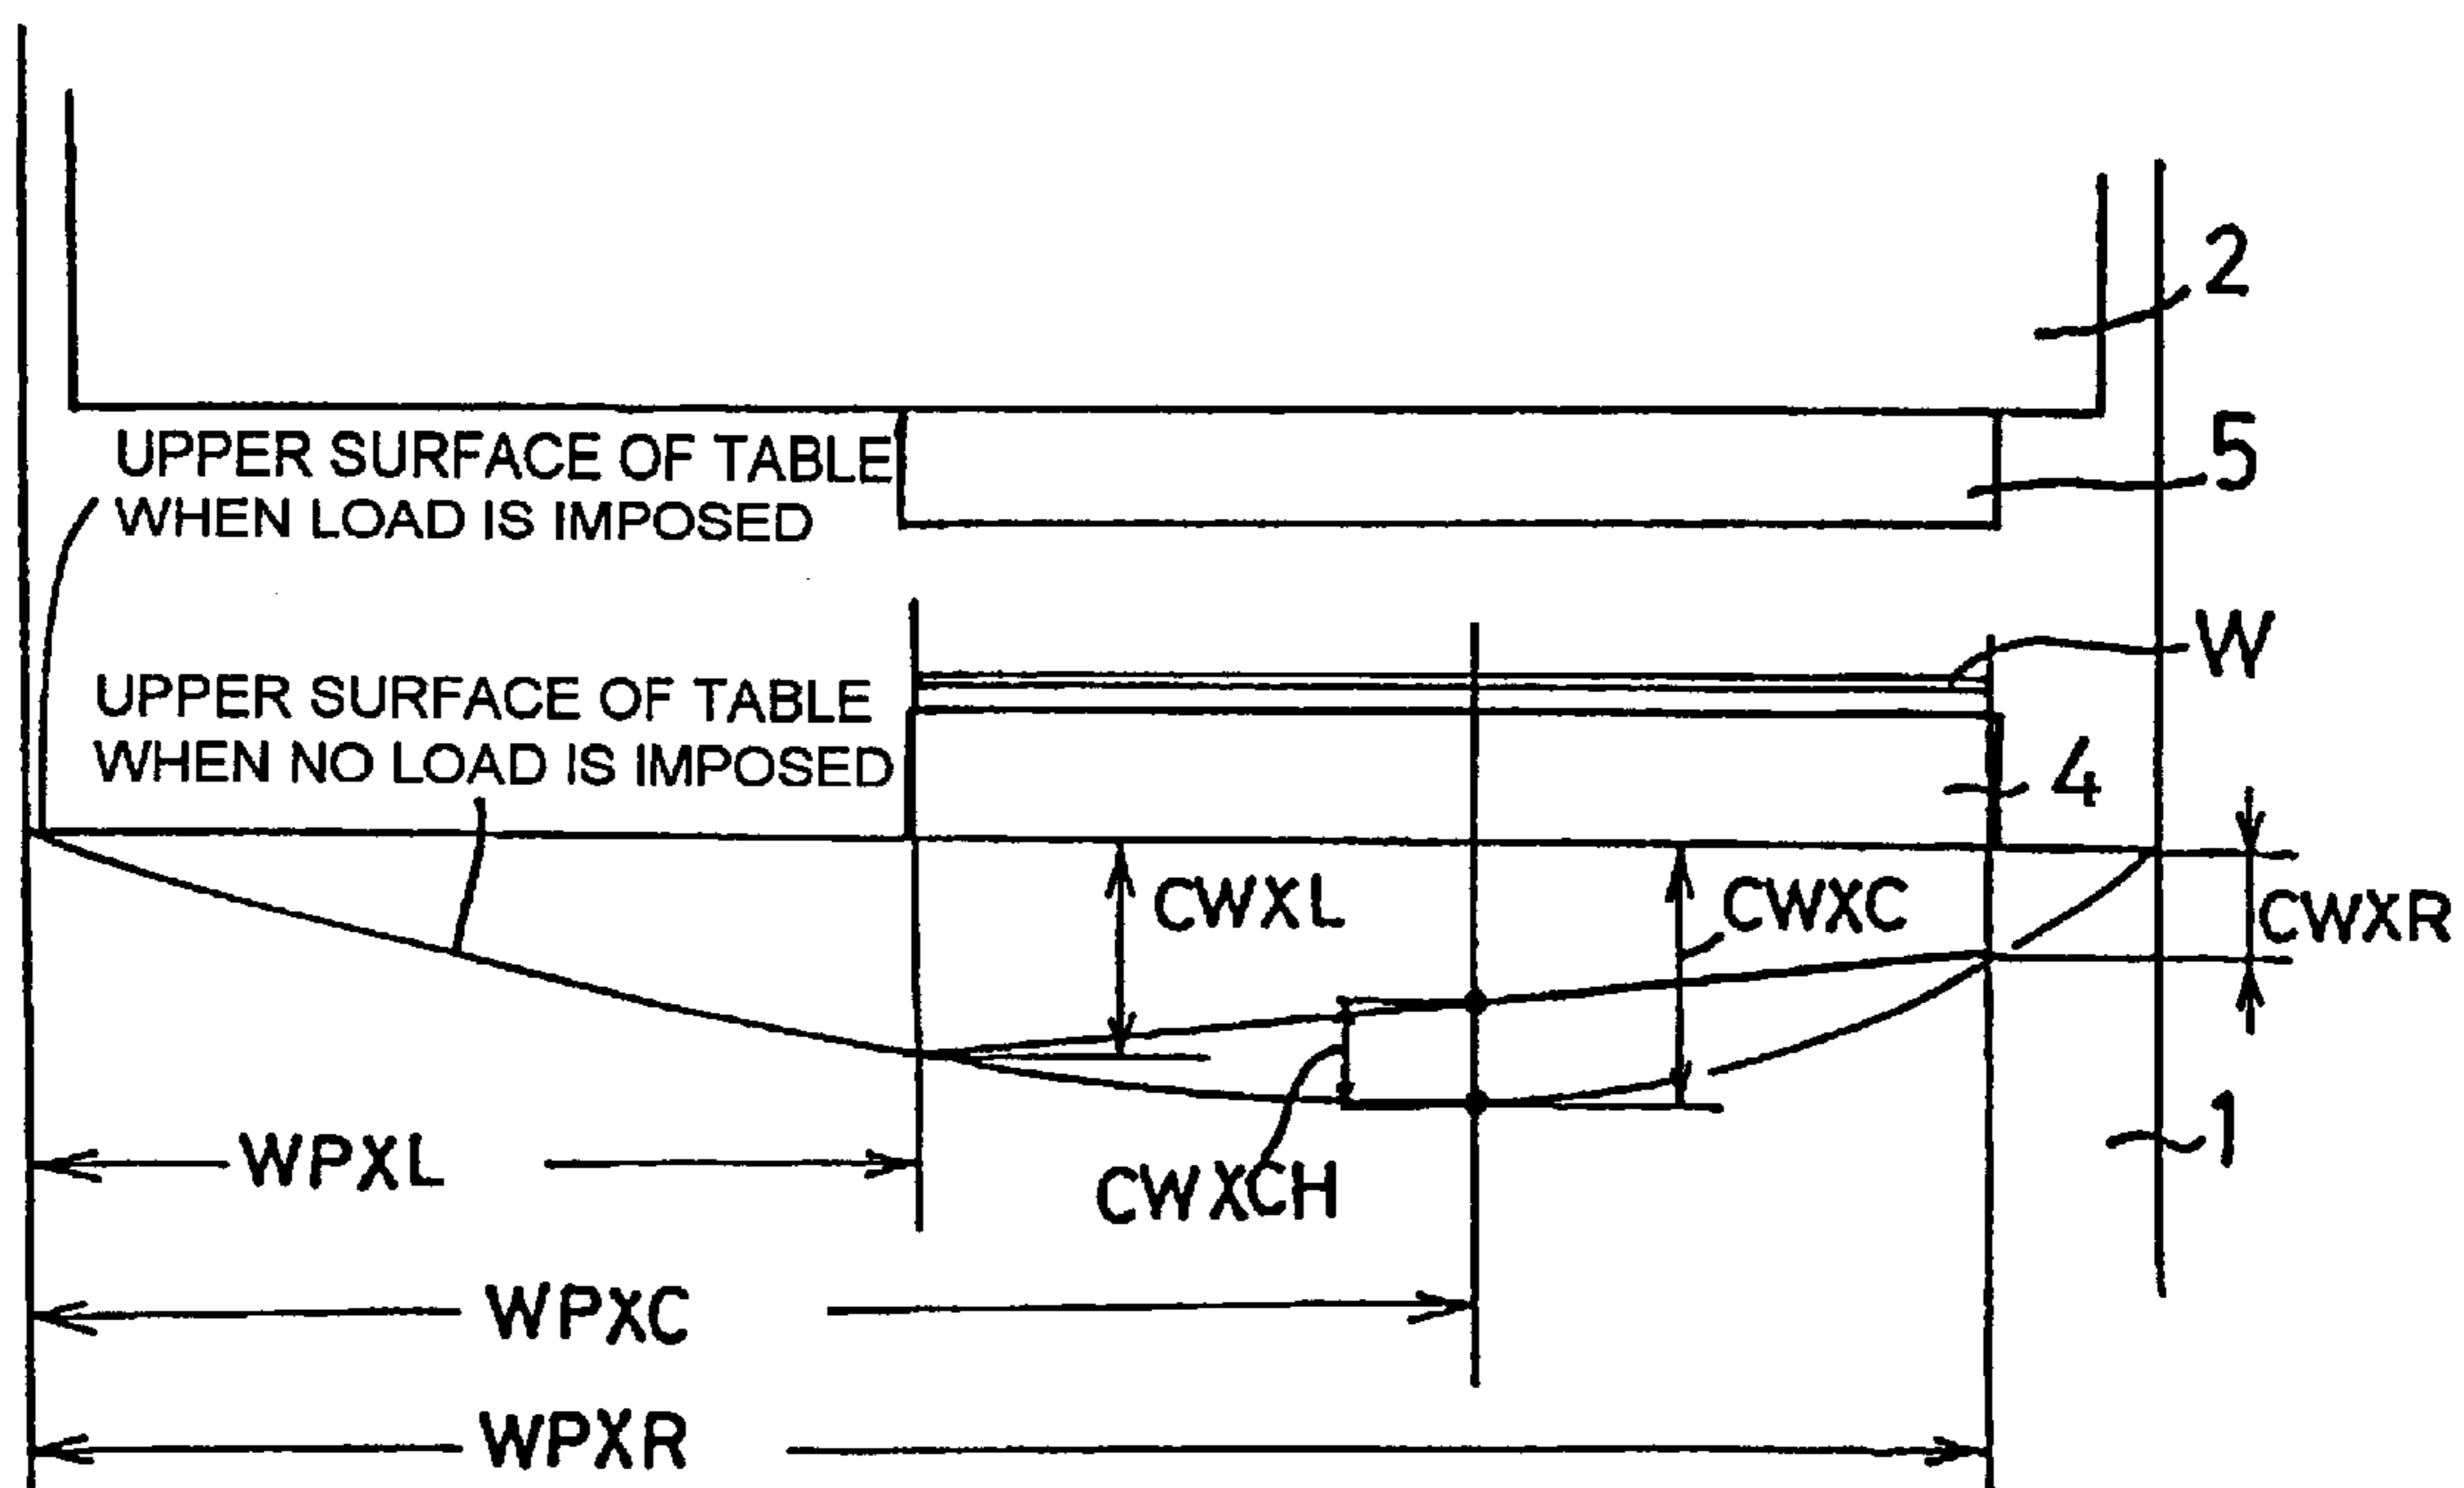 2
UPPER SURFACE OF TABLE
WHEN LOAD IS IMPOSED
5
W
UPPER SURFACE OF TABLE
WHEN NO LOAD IS IMPOSED
4
CWXL
CWXC
CWXR
WPXL
CWXCH
1
WPXC
WPXR